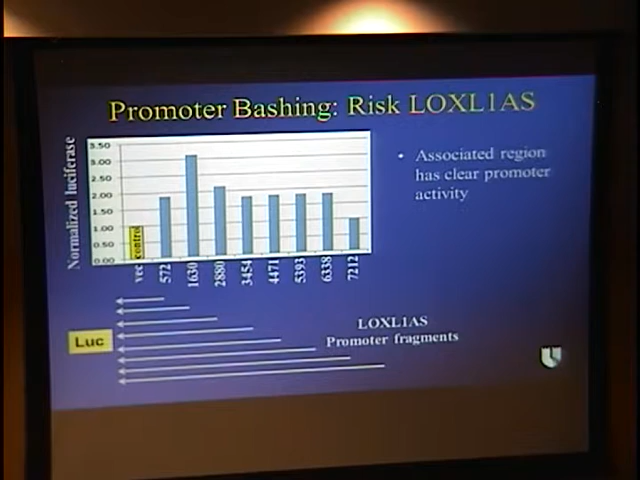 Promoter Bashing: Risk LOXL1AS
Normalized luciferase
3.50
3.00
2.50
2.00
1.50
1.00
0.50
0.00
control
572
1630
2880
3454
4471
5393
6338
7212
• Associated region
has clear promoter
activity
Luc
LOXL1AS
Promoter fragments